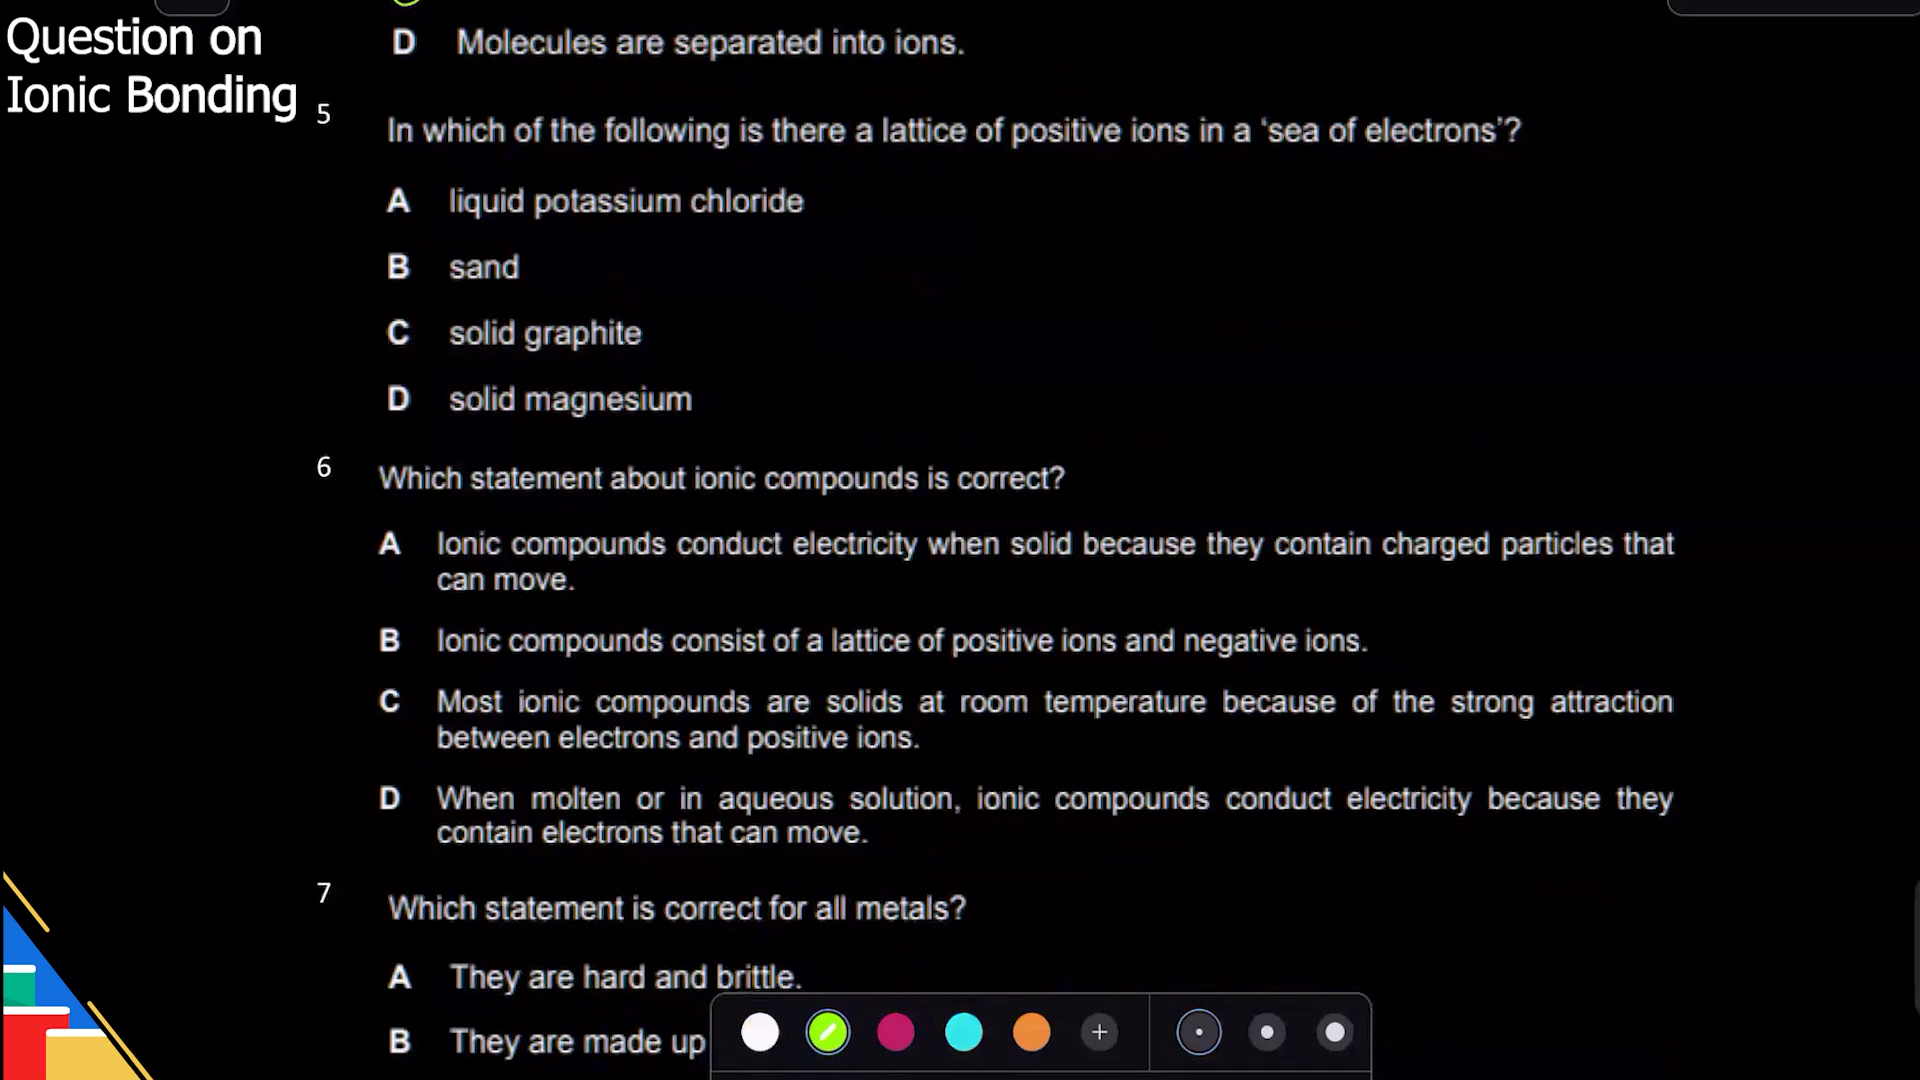 Question on
Ionic Bonding
D Molecules are separated into ions.
5 In which of the following is there a lattice of positive ions in a ‘sea of electrons’?
A liquid potassium chloride
B sand
C solid graphite
D solid magnesium
6 Which statement about ionic compounds is correct?
A Ionic compounds conduct electricity when solid because they contain charged particles that
can move.
B Ionic compounds consist of a lattice of positive ions and negative ions.
C Most ionic compounds are solids at room temperature because of the strong attraction
between electrons and positive ions.
D When molten or in aqueous solution, ionic compounds conduct electricity because they
contain electrons that can move.
7 Which statement is correct for all metals?
A They are hard and brittle.
B They are made up